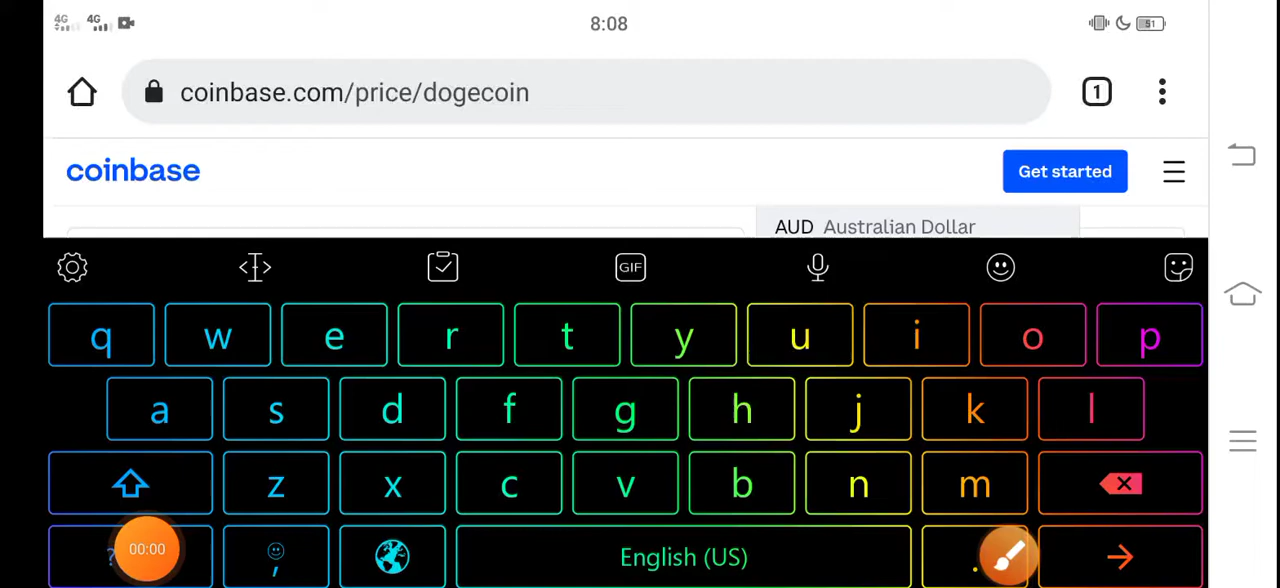 4G 4G 8:08 51
coinbase.com/price/dogecoin 1
coinbase Get started
AUD Australian Dollar
GIF
q w e r t y u i o p
a s d f g h j k l
z x c v b n m
?
00:00 , English (US) .